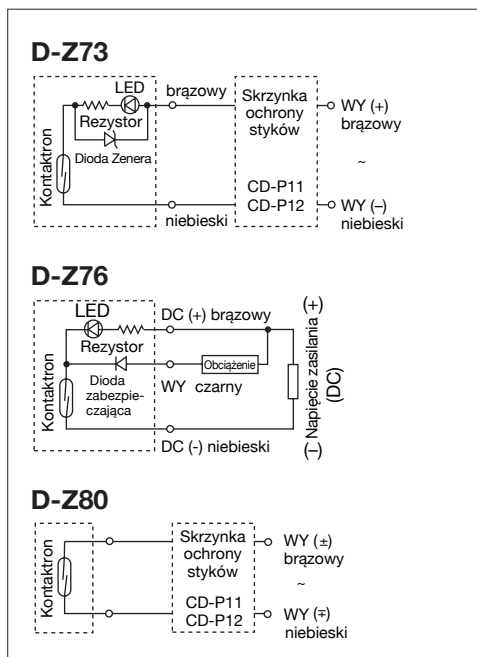 D-Z73
LED
brązowy
Rezystor
Dioda Zenera
Kontaktron
niebieski
Skrzynka
ochrony
styków
CD-P11
CD-P12
WY (+)
brązowy
~
WY (–)
niebieski
D-Z76
LED
DC (+) brązowy
Rezystor
Obciążenie
WY czarny
Dioda
zabezpie-
czająca
Kontaktron
DC (-) niebieski
(+)
Napięcie zasilania
(DC)
(–)
D-Z80
Kontaktron
Skrzynka
ochrony
styków
CD-P11
CD-P12
WY (±)
brązowy
~
WY (∓)
niebieski